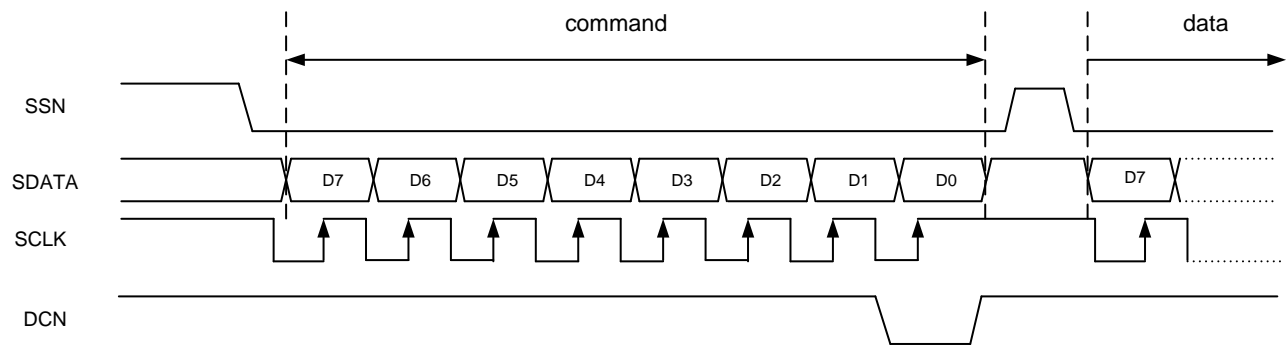 command data
SSN
SDATA D7 D6 D5 D4 D3 D2 D1 D0 D7
SCLK
DCN